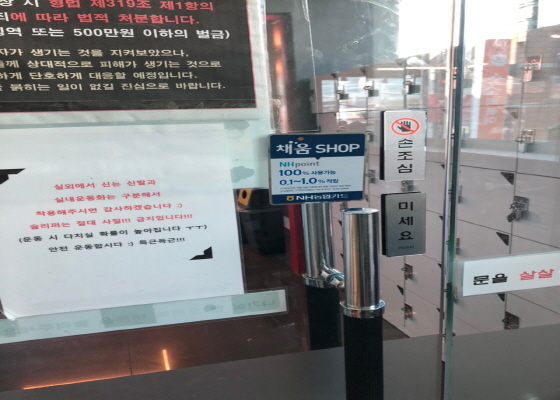 상 시 형법 제319조 제1항의
죄에 따라 법적 처분합니다.
징역 또는 500만원 이하의 벌금)
자가 생기는 것을 지켜보았으나,
들께 상대적으로 피해가 생기는 것으로
하게 단호하게 대응할 예정입니다.
을 붉히는 일이 없길 진심으로 바랍니다.
실외에서 신는 신발과
실내운동화는 구분해서
착용해주시면 감사하겠습니다 :)
슬리퍼는 절대 사절!!! 금지입니다!!!
(운동 시 다치실 확률이 높아집니다 ㅜㅜ)
안전 운동합시다 :) 득근득근!!!
채움 SHOP
NHpoint
100% 사용가능
0.1~1.0% 적립
NH농협카드
손조심
미세요
문을 살살